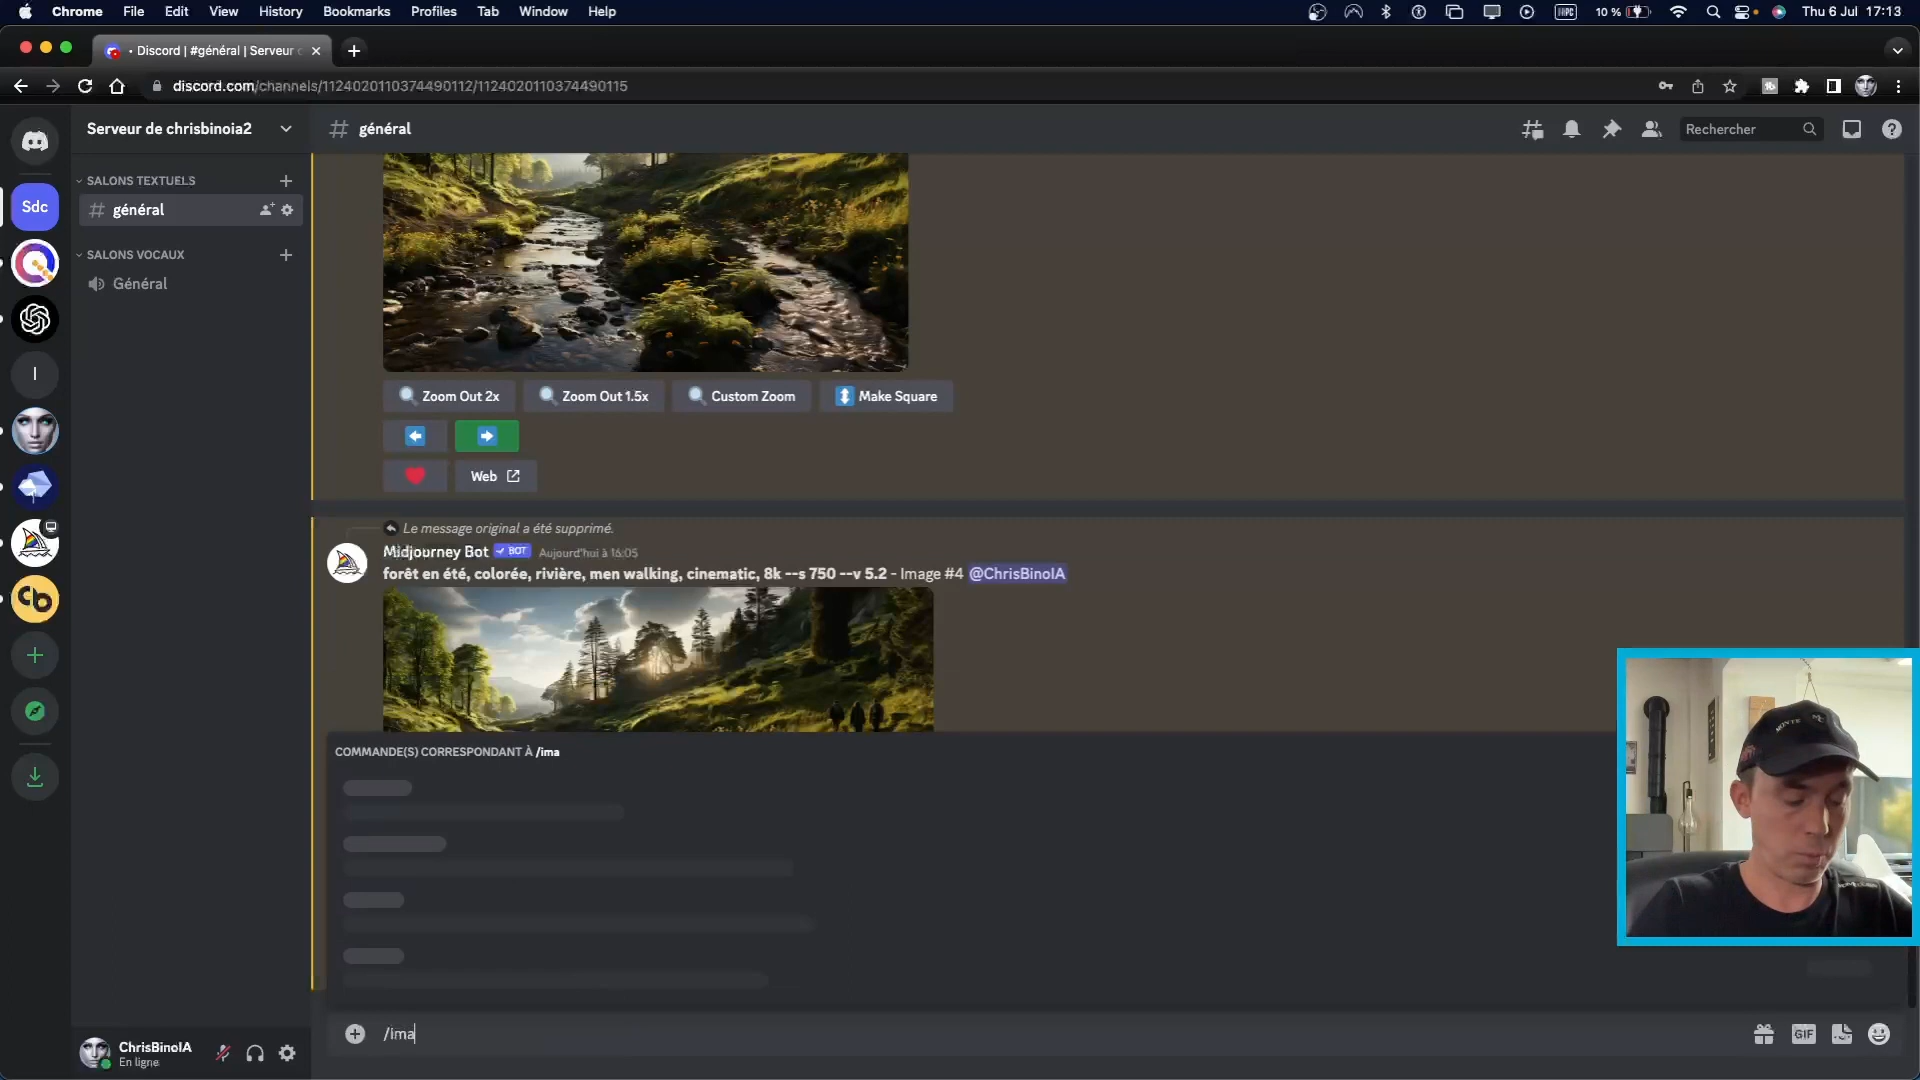 Chrome File Edit View History Bookmarks Profiles Tab Window Help
10 % Thu 6 Jul 17:13
• Discord | #général | Serveur
discord.com/channels/1124020110374490112/1124020110374490115
Serveur de chrisbinoia2
général
Rechercher
SALONS TEXTUELS
général
Sdc
SALONS VOCAUX
Général
I
Zoom Out 2x Zoom Out 1.5x Custom Zoom Make Square
Web
Le message original a été supprimé.
Midjourney Bot BOT Aujourd'hui à 16:05
forêt en été, colorée, rivière, men walking, cinematic, 8k --s 750 --v 5.2 - Image #4 @ChrisBinoIA
COMMANDE(S) CORRESPONDANT À /ima
/ima
GIF
ChrisBinoIA
En ligne